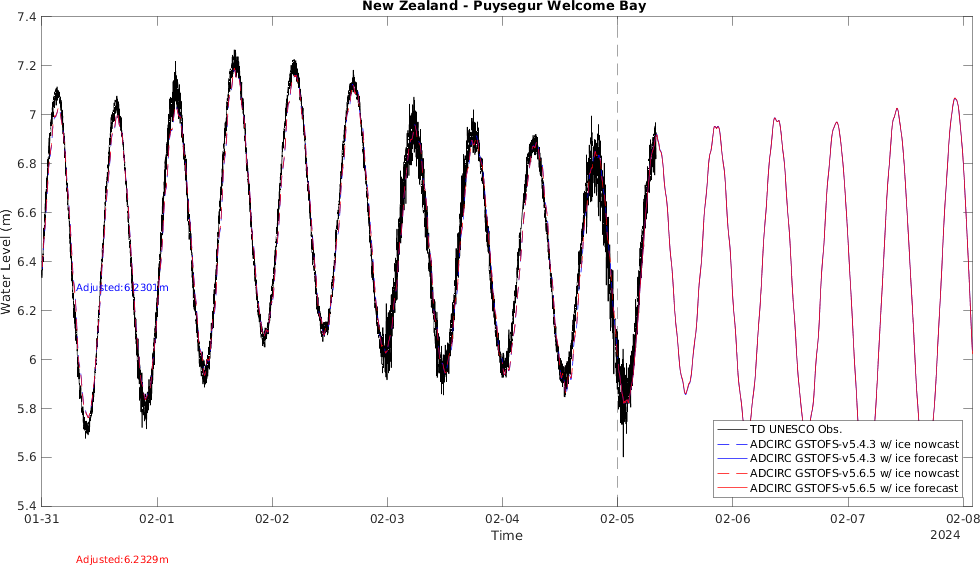 New Zealand - Puysegur Welcome Bay
7.4
7.2
7
6.8
6.6
6.4
6.2
6
5.8
5.6
5.4
Water Level (m)
Adjusted:6.2301m
TD UNESCO Obs.
ADCIRC GSTOFS-v5.4.3 w/ ice nowcast
ADCIRC GSTOFS-v5.4.3 w/ ice forecast
ADCIRC GSTOFS-v5.6.5 w/ ice nowcast
ADCIRC GSTOFS-v5.6.5 w/ ice forecast
01-31 02-01 02-02 02-03 02-04 02-05 02-06 02-07 02-08
Time
2024
Adjusted:6.2329m